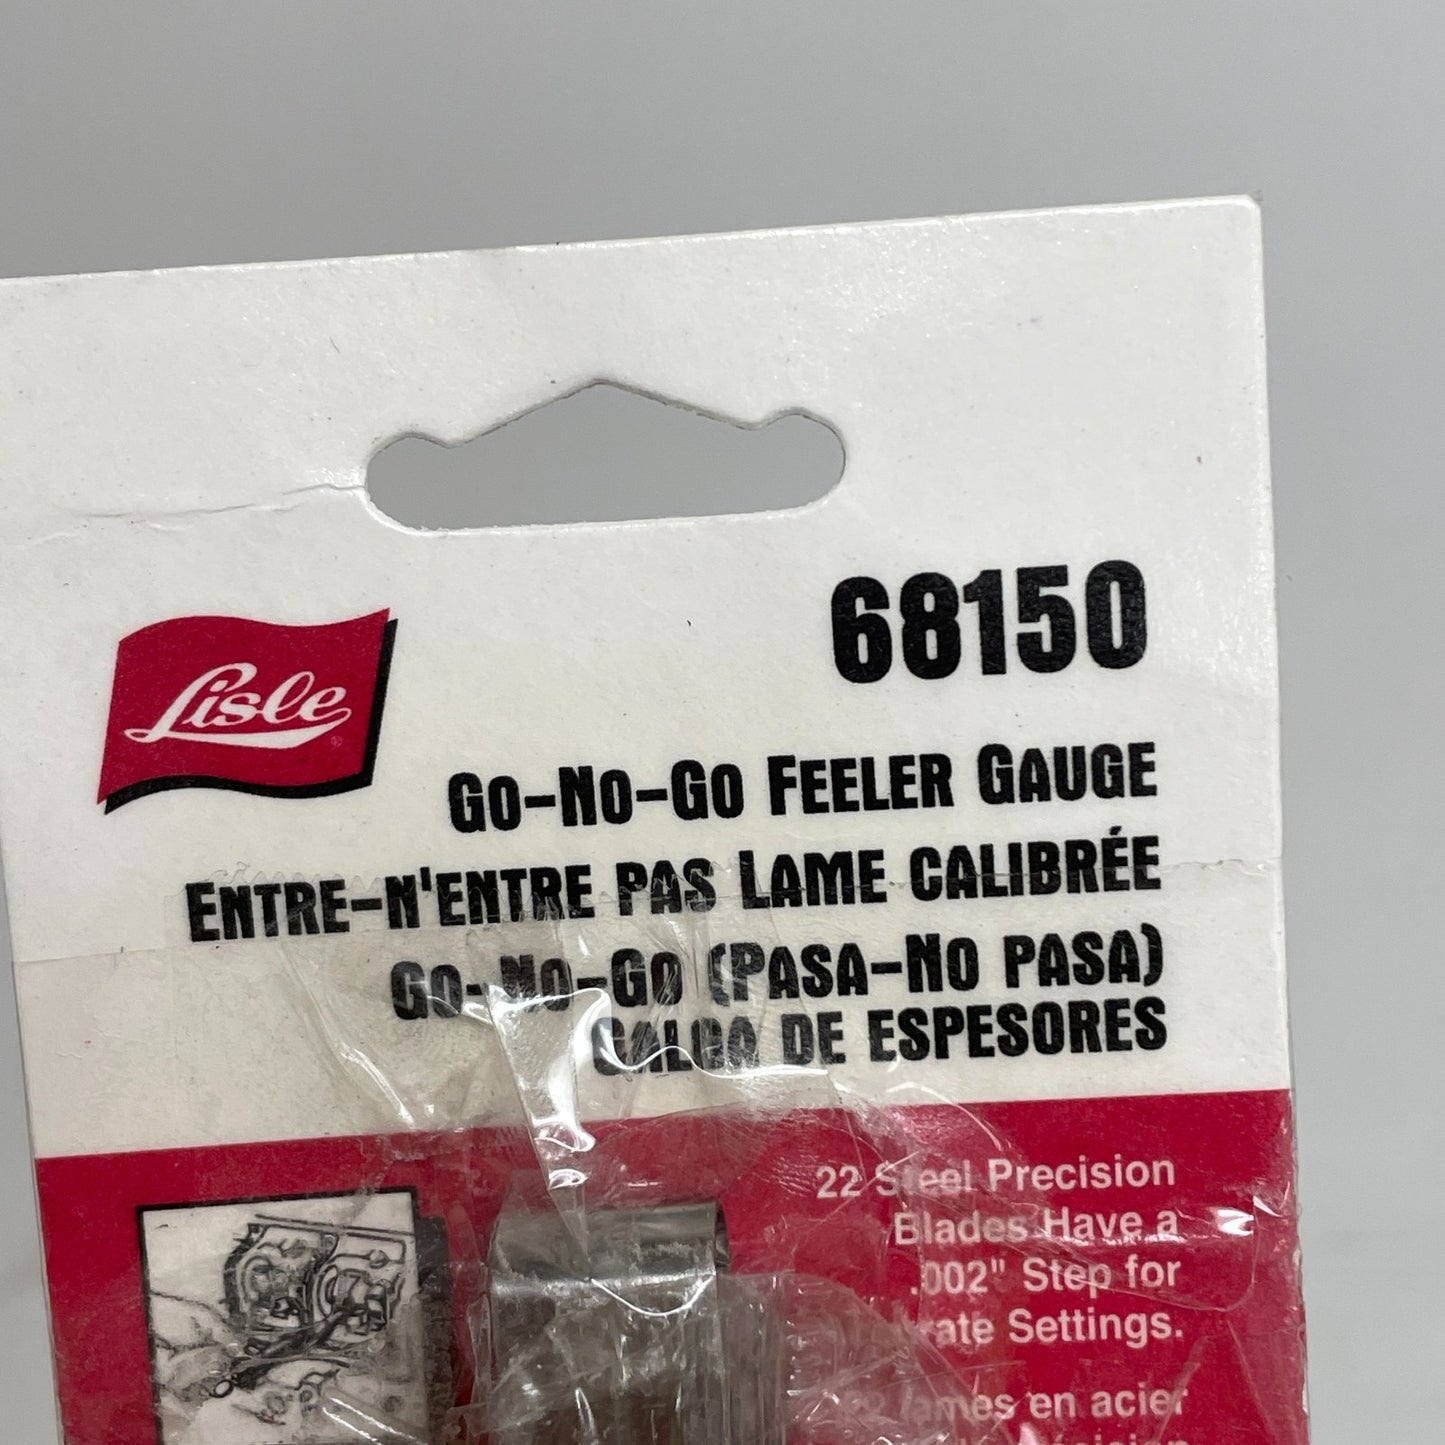 68150
Lisle
GO-NO-GO FEELER GAUGE
ENTRE-N'ENTRE PAS LAME CALIBRÉE
GO-NO-GO (PASA-NO PASA)
GALGA DE ESPESORES
22 Steel Precision
Blades Have a
.002" Step for
Settings.
en acier